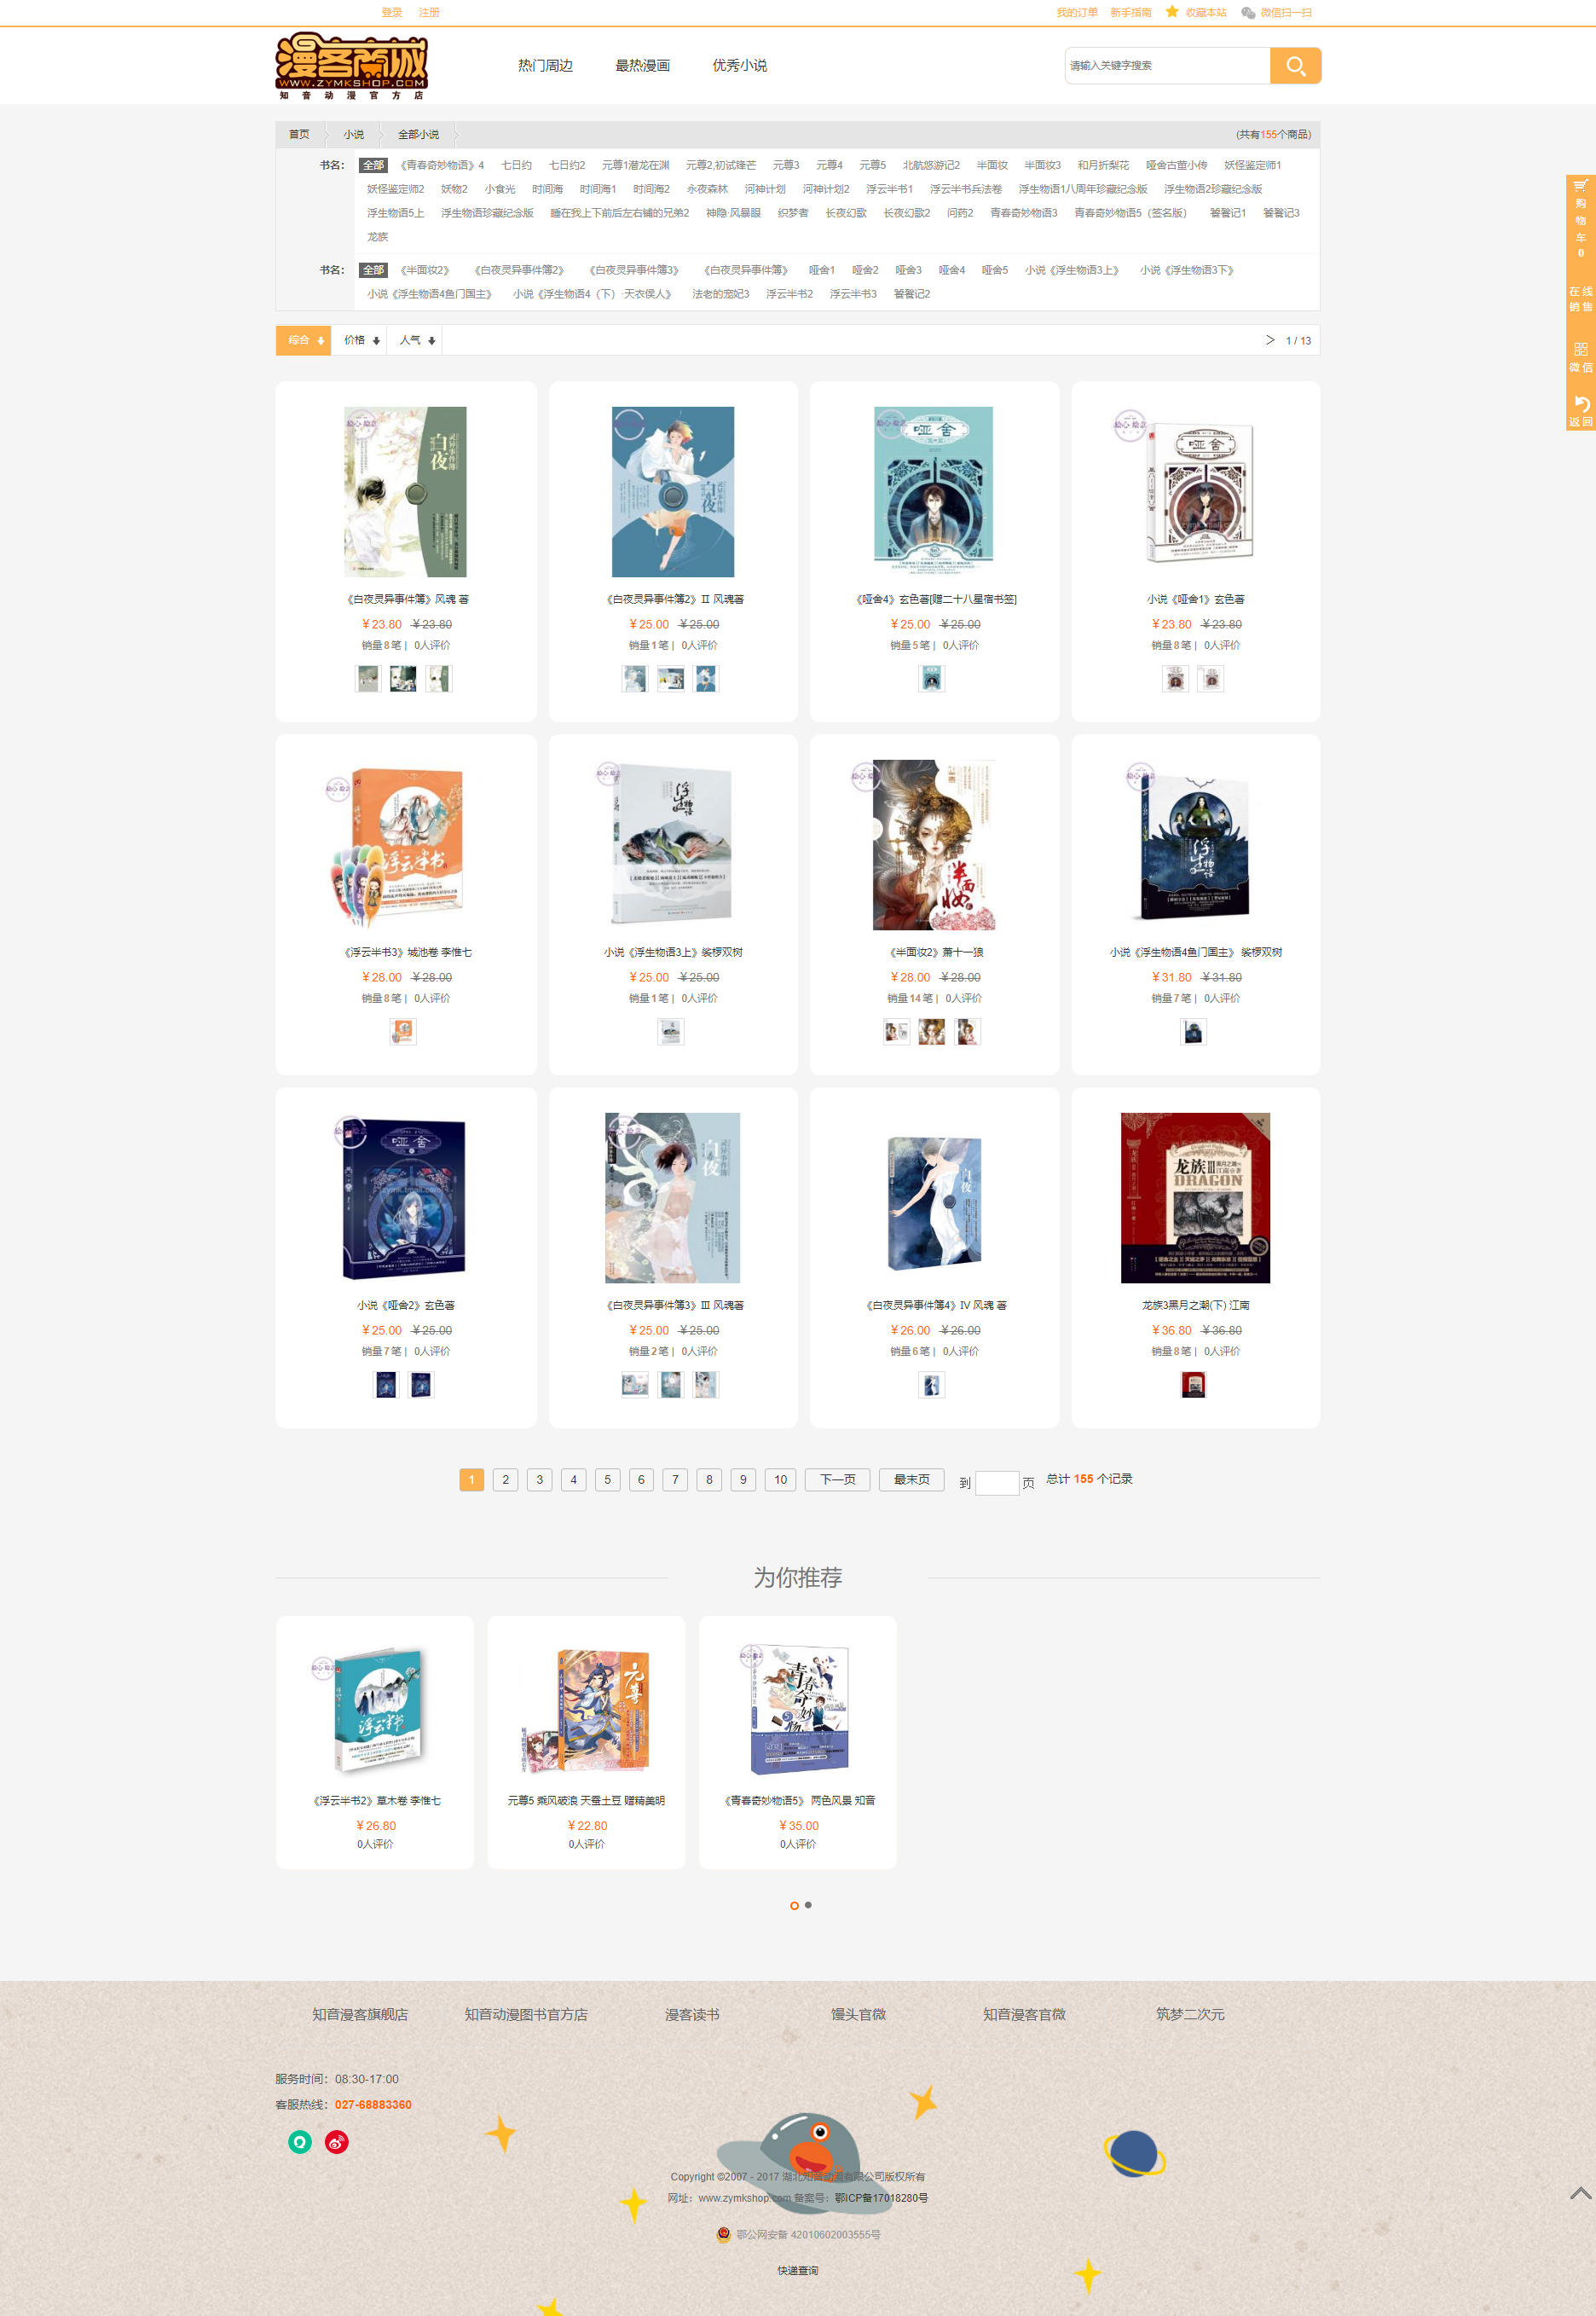 登录 注册 我的订单 新手指南 收藏本站 微信扫一扫
漫客商城
WWW.ZYMKSHOP.COM
知音动漫官方店
热门周边 最热漫画 优秀小说
请输入关键字搜索
首页 小说 全部小说 (共有155个商品)
书名: 全部 《青春奇妙物语》4 七日约 七日约2 元尊1潜龙在渊 元尊2,初试锋芒 元尊3 元尊4 元尊5 北航悠游记2 半面妆 半面妆3 和月折梨花 哑舍古董小传 妖怪鉴定师1
妖怪鉴定师2 妖物2 小食光 时间海 时间海1 时间海2 永夜森林 河神计划 河神计划2 浮云半书1 浮云半书兵法卷 浮生物语1八周年珍藏纪念版 浮生物语2珍藏纪念版
浮生物语5上 浮生物语珍藏纪念版 睡在我上下前后左右铺的兄弟2 神隐·风暴眼 织梦者 长夜幻歌 长夜幻歌2 问药2 青春奇妙物语3 青春奇妙物语5（签名版） 饕餮记1 饕餮记3
龙族
书名: 全部 《半面妆2》 《白夜灵异事件簿2》 《白夜灵异事件簿3》 《白夜灵异事件簿》 哑舍1 哑舍2 哑舍3 哑舍4 哑舍5 小说《浮生物语3上》 小说《浮生物语3下》
小说《浮生物语4鱼门国主》 小说《浮生物语4（下）·天衣侯人》 法老的宠妃3 浮云半书2 浮云半书3 饕餮记2
综合 价格 人气 > 1 / 13
购物车
0
在线
销售
微信
返回
《白夜灵异事件簿》风魂 著
￥23.80 ￥23.80
销量8笔 | 0人评价
《白夜灵异事件簿2》Ⅱ 风魂著
￥25.00 ￥25.00
销量1笔 | 0人评价
《哑舍4》玄色著[赠二十八星宿书签]
￥25.00 ￥25.00
销量5笔 | 0人评价
小说《哑舍1》玄色著
￥23.80 ￥23.80
销量8笔 | 0人评价
《浮云半书3》城池卷 李惟七
￥28.00 ￥28.00
销量8笔 | 0人评价
小说《浮生物语3上》裟椤双树
￥25.00 ￥25.00
销量1笔 | 0人评价
《半面妆2》萧十一狼
￥28.00 ￥28.00
销量14笔 | 0人评价
小说《浮生物语4鱼门国主》 裟椤双树
￥31.80 ￥31.80
销量7笔 | 0人评价
小说《哑舍2》玄色著
￥25.00 ￥25.00
销量7笔 | 0人评价
《白夜灵异事件簿3》Ⅲ 风魂著
￥25.00 ￥25.00
销量2笔 | 0人评价
《白夜灵异事件簿4》Ⅳ 风魂 著
￥26.00 ￥26.00
销量6笔 | 0人评价
龙族3黑月之潮(下) 江南
￥36.80 ￥36.80
销量8笔 | 0人评价
1 2 3 4 5 6 7 8 9 10 下一页 最末页 到 页 总计 155 个记录
为你推荐
《浮云半书2》草木卷 李惟七
￥26.80
0人评价
元尊5 乘风破浪 天蚕土豆 赠精美明
￥22.80
0人评价
《青春奇妙物语5》 两色风景 知音
￥35.00
0人评价
知音漫客旗舰店 知音动漫图书官方店 漫客读书 馒头官微 知音漫客官微 筑梦二次元
服务时间：08:30-17:00
客服热线：027-68883360
Copyright ©2007 - 2017 湖北知音动漫有限公司版权所有
网址：www.zymkshop.com 备案号：鄂ICP备17018280号
鄂公网安备 42010602003555号
快递查询